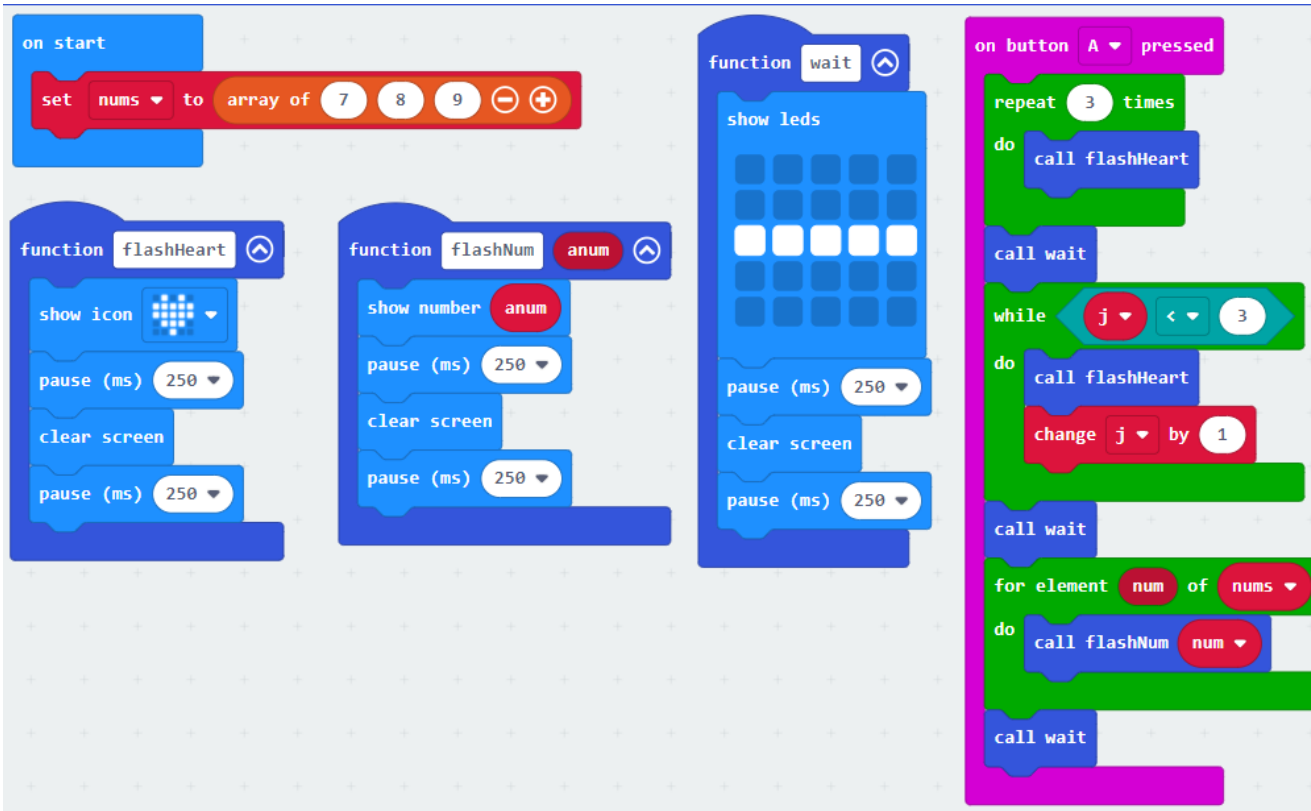 on start
set nums to array of 7 8 9
function flashHeart
show icon
pause (ms) 250
clear screen
pause (ms) 250
function flashNum anum
show number anum
pause (ms) 250
clear screen
pause (ms) 250
function wait
show leds
pause (ms) 250
clear screen
pause (ms) 250
on button A pressed
repeat 3 times
do
call flashHeart
call wait
while j < 3
do
call flashHeart
change j by 1
call wait
for element num of nums
do
call flashNum num
call wait